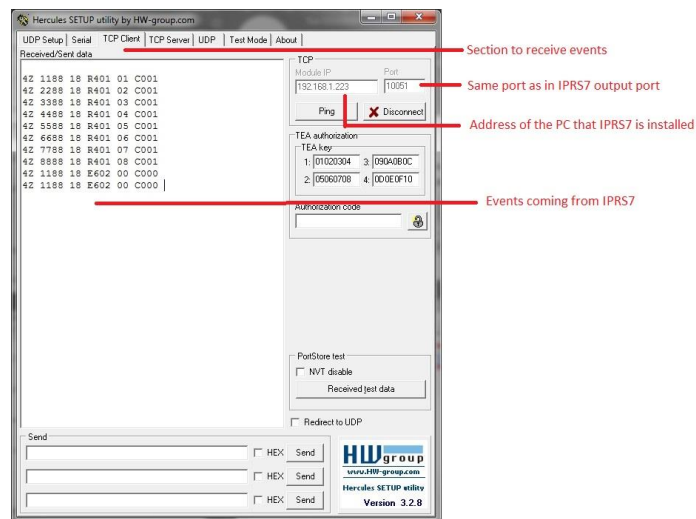 Hercules SETUP utility by HW-group.com
UDP Setup | Serial | TCP Client | TCP Server | UDP | Test Mode | About
Received/Sent data
4Z 1188 18 R401 01 C001
4Z 2288 18 R401 02 C001
4Z 3388 18 R401 03 C001
4Z 4488 18 R401 04 C001
4Z 5588 18 R401 05 C001
4Z 6688 18 R401 06 C001
4Z 7788 18 R401 07 C001
4Z 8888 18 R401 08 C001
4Z 1188 18 E602 00 C000
4Z 1188 18 E602 00 C000
TCP
Module IP Port
192.168.1.223 10051
Ping Disconnect
TEA authorization
TEA key
1: 01020304 3: 090A0B0C
2: 05060708 4: 0D0E0F10
Authorization code
PortStore test
NVT disable
Received test data
Redirect to UDP
Send
HEX Send
HEX Send
HEX Send
HW group
www.HW-group.com
Hercules SETUP utility
Version 3.2.8
Section to receive events
Same port as in IPRS7 output port
Address of the PC that IPRS7 is installed
Events coming from IPRS7